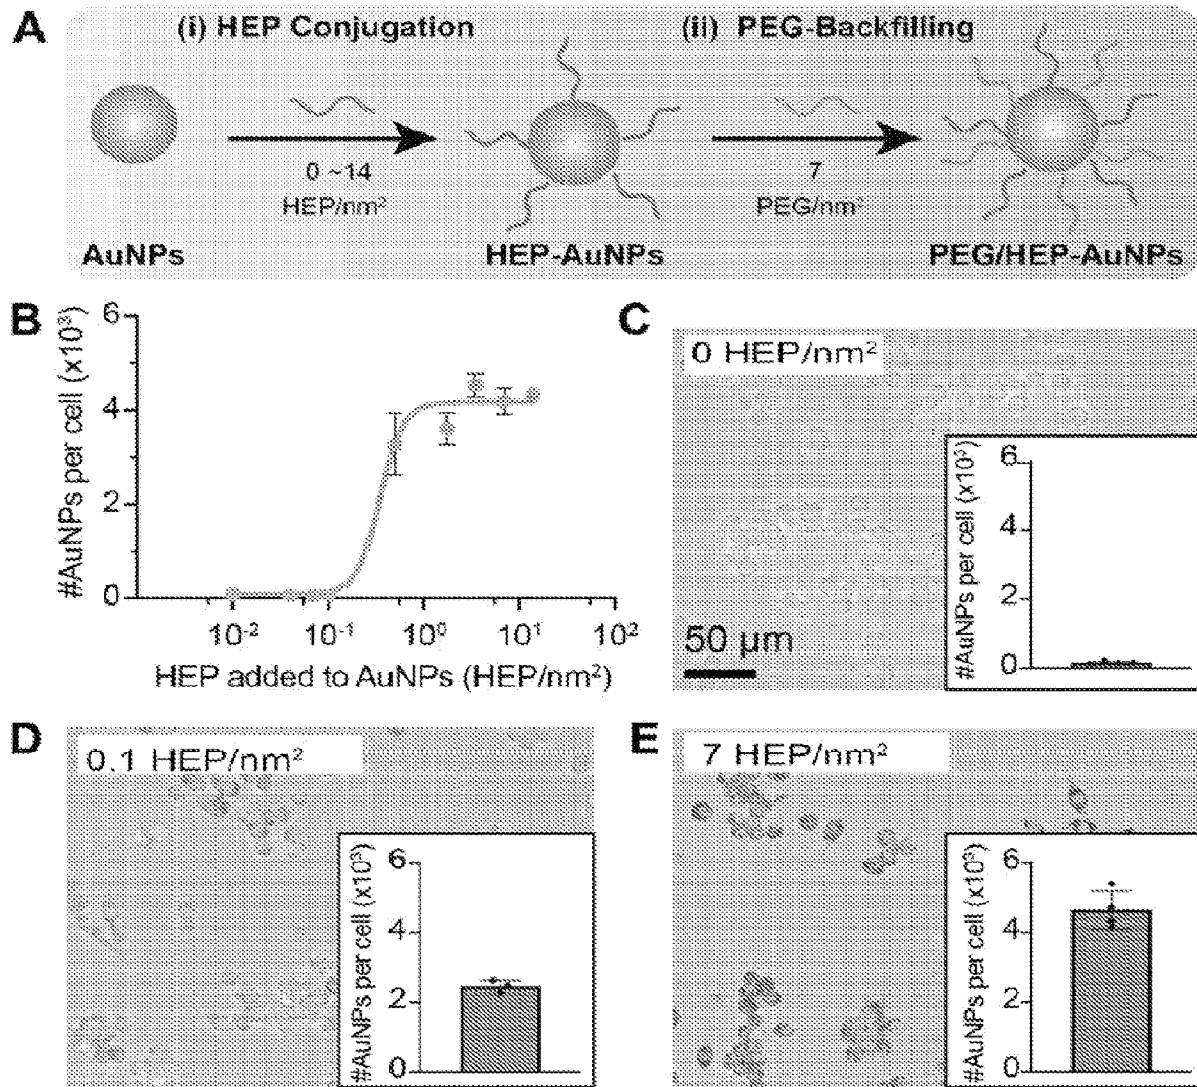 A
(i) HEP Conjugation
(ii) PEG-Backfilling
0 ~14
HEP/nm²
7
PEG/nm²
AuNPs
HEP-AuNPs
PEG/HEP-AuNPs
B
#AuNPs per cell (x10³)
6
4
2
0
10⁻²
10⁻¹
10⁰
10¹
10²
HEP added to AuNPs (HEP/nm²)
C
0 HEP/nm²
50 µm
#AuNPs per cell (x10³)
6
4
2
0
D
0.1 HEP/nm²
#AuNPs per cell (x10³)
6
4
2
0
E
7 HEP/nm²
#AuNPs per cell (x10³)
6
4
2
0